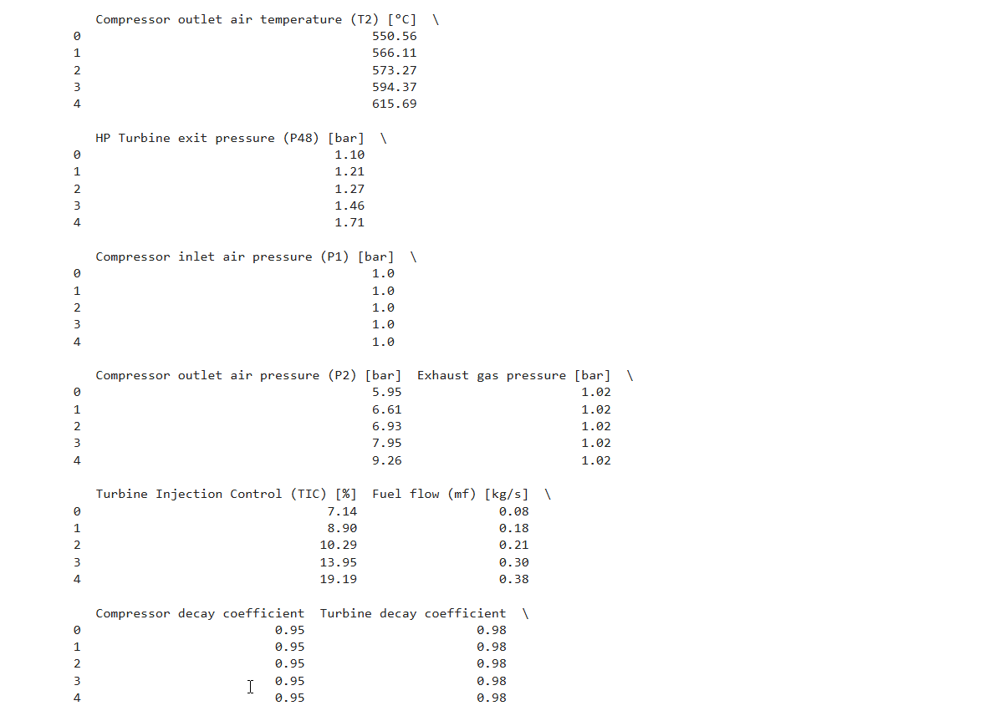 Compressor outlet air temperature (T2) [°C]  \
0 550.56
1 566.11
2 573.27
3 594.37
4 615.69
HP Turbine exit pressure (P48) [bar]  \
0 1.10
1 1.21
2 1.27
3 1.46
4 1.71
Compressor inlet air pressure (P1) [bar]  \
0 1.0
1 1.0
2 1.0
3 1.0
4 1.0
Compressor outlet air pressure (P2) [bar]  Exhaust gas pressure [bar]  \
0 5.95 1.02
1 6.61 1.02
2 6.93 1.02
3 7.95 1.02
4 9.26 1.02
Turbine Injection Control (TIC) [%]  Fuel flow (mf) [kg/s]  \
0 7.14 0.08
1 8.90 0.18
2 10.29 0.21
3 13.95 0.30
4 19.19 0.38
Compressor decay coefficient  Turbine decay coefficient  \
0 0.95 0.98
1 0.95 0.98
2 0.95 0.98
3 0.95 0.98
4 0.95 0.98